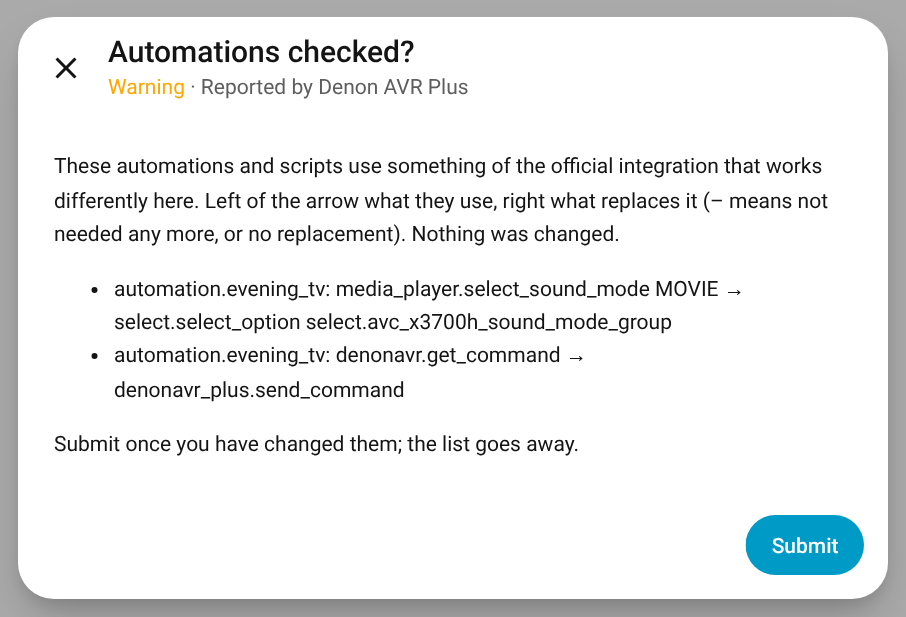 Automations checked?
Warning · Reported by Denon AVR Plus
These automations and scripts use something of the official integration that works
differently here. Left of the arrow what they use, right what replaces it (– means not
needed any more, or no replacement). Nothing was changed.
• automation.evening_tv: media_player.select_sound_mode MOVIE →
select.select_option select.avc_x3700h_sound_mode_group
• automation.evening_tv: denonavr.get_command →
denonavr_plus.send_command
Submit once you have changed them; the list goes away.
Submit